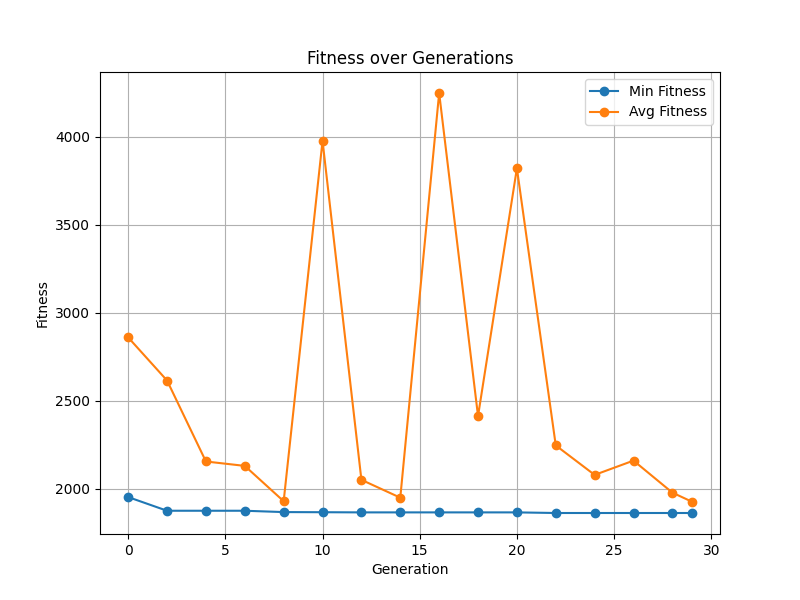 Fitness over Generations
Min Fitness
Avg Fitness
4000
3500
3000
2500
2000
Fitness
0 5 10 15 20 25 30
Generation